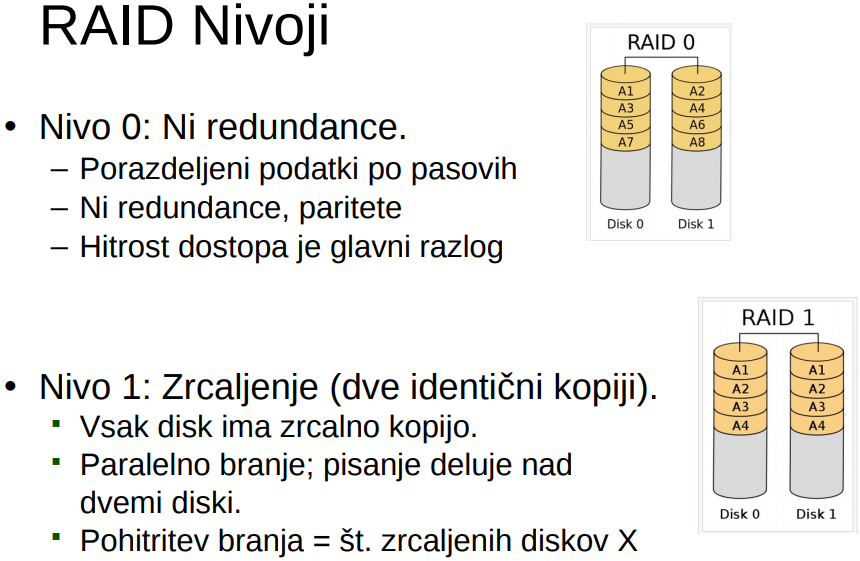 RAID Nivoji
• Nivo 0: Ni redundance.
– Porazdeljeni podatki po pasovih
– Ni redundance, paritete
– Hitrost dostopa je glavni razlog
RAID 0
A1 A2
A3 A4
A5 A6
A7 A8
Disk 0 Disk 1
• Nivo 1: Zrcaljenje (dve identični kopiji).
▪ Vsak disk ima zrcalno kopijo.
▪ Paralelno branje; pisanje deluje nad
dvemi diski.
▪ Pohitritev branja = št. zrcaljenih diskov X
RAID 1
A1 A1
A2 A2
A3 A3
A4 A4
Disk 0 Disk 1